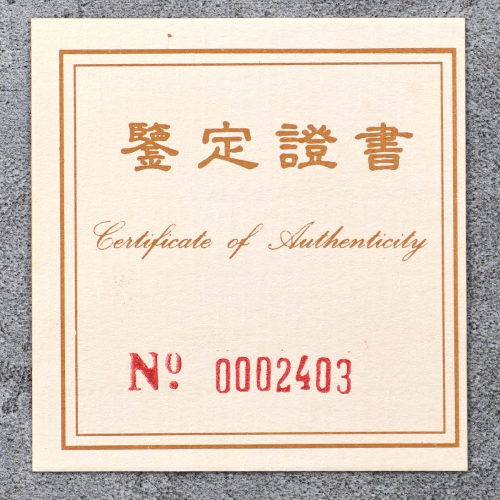 鑒定證書
Certificate of Authenticity
Nº. 0002403